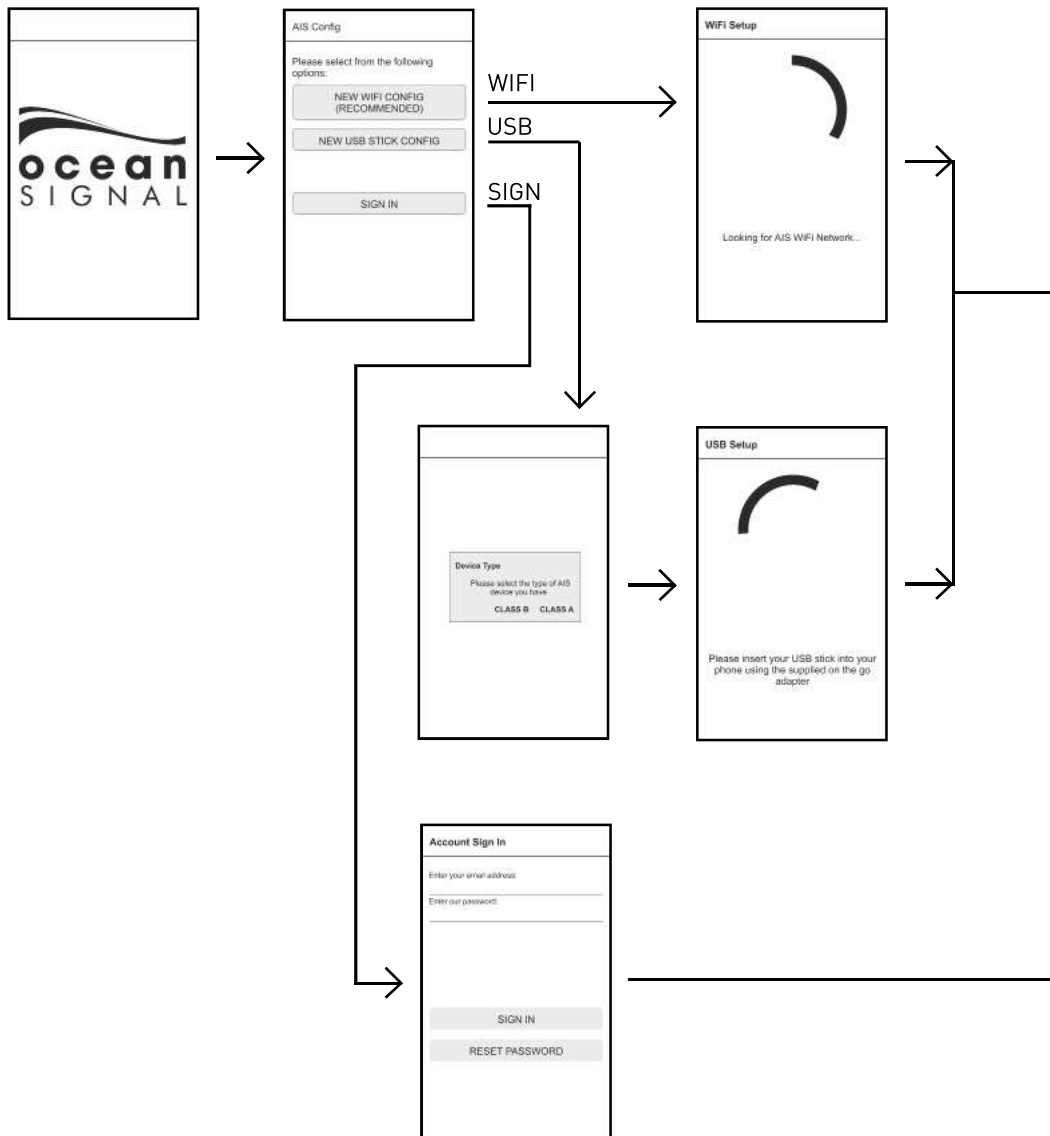 ocean
SIGNAL
AIS Config
Please select from the following
options:
NEW WIFI CONFIG
(RECOMMENDED)
NEW USB STICK CONFIG
SIGN IN
WIFI
USB
SIGN
WiFi Setup
Looking for AIS WiFi Network...
Device Type
Please select the type of AIS
device you have
CLASS B CLASS A
USB Setup
Please insert your USB stick into your
phone using the supplied on the go
adapter
Account Sign In
Enter your email address:
Enter our password:
SIGN IN
RESET PASSWORD